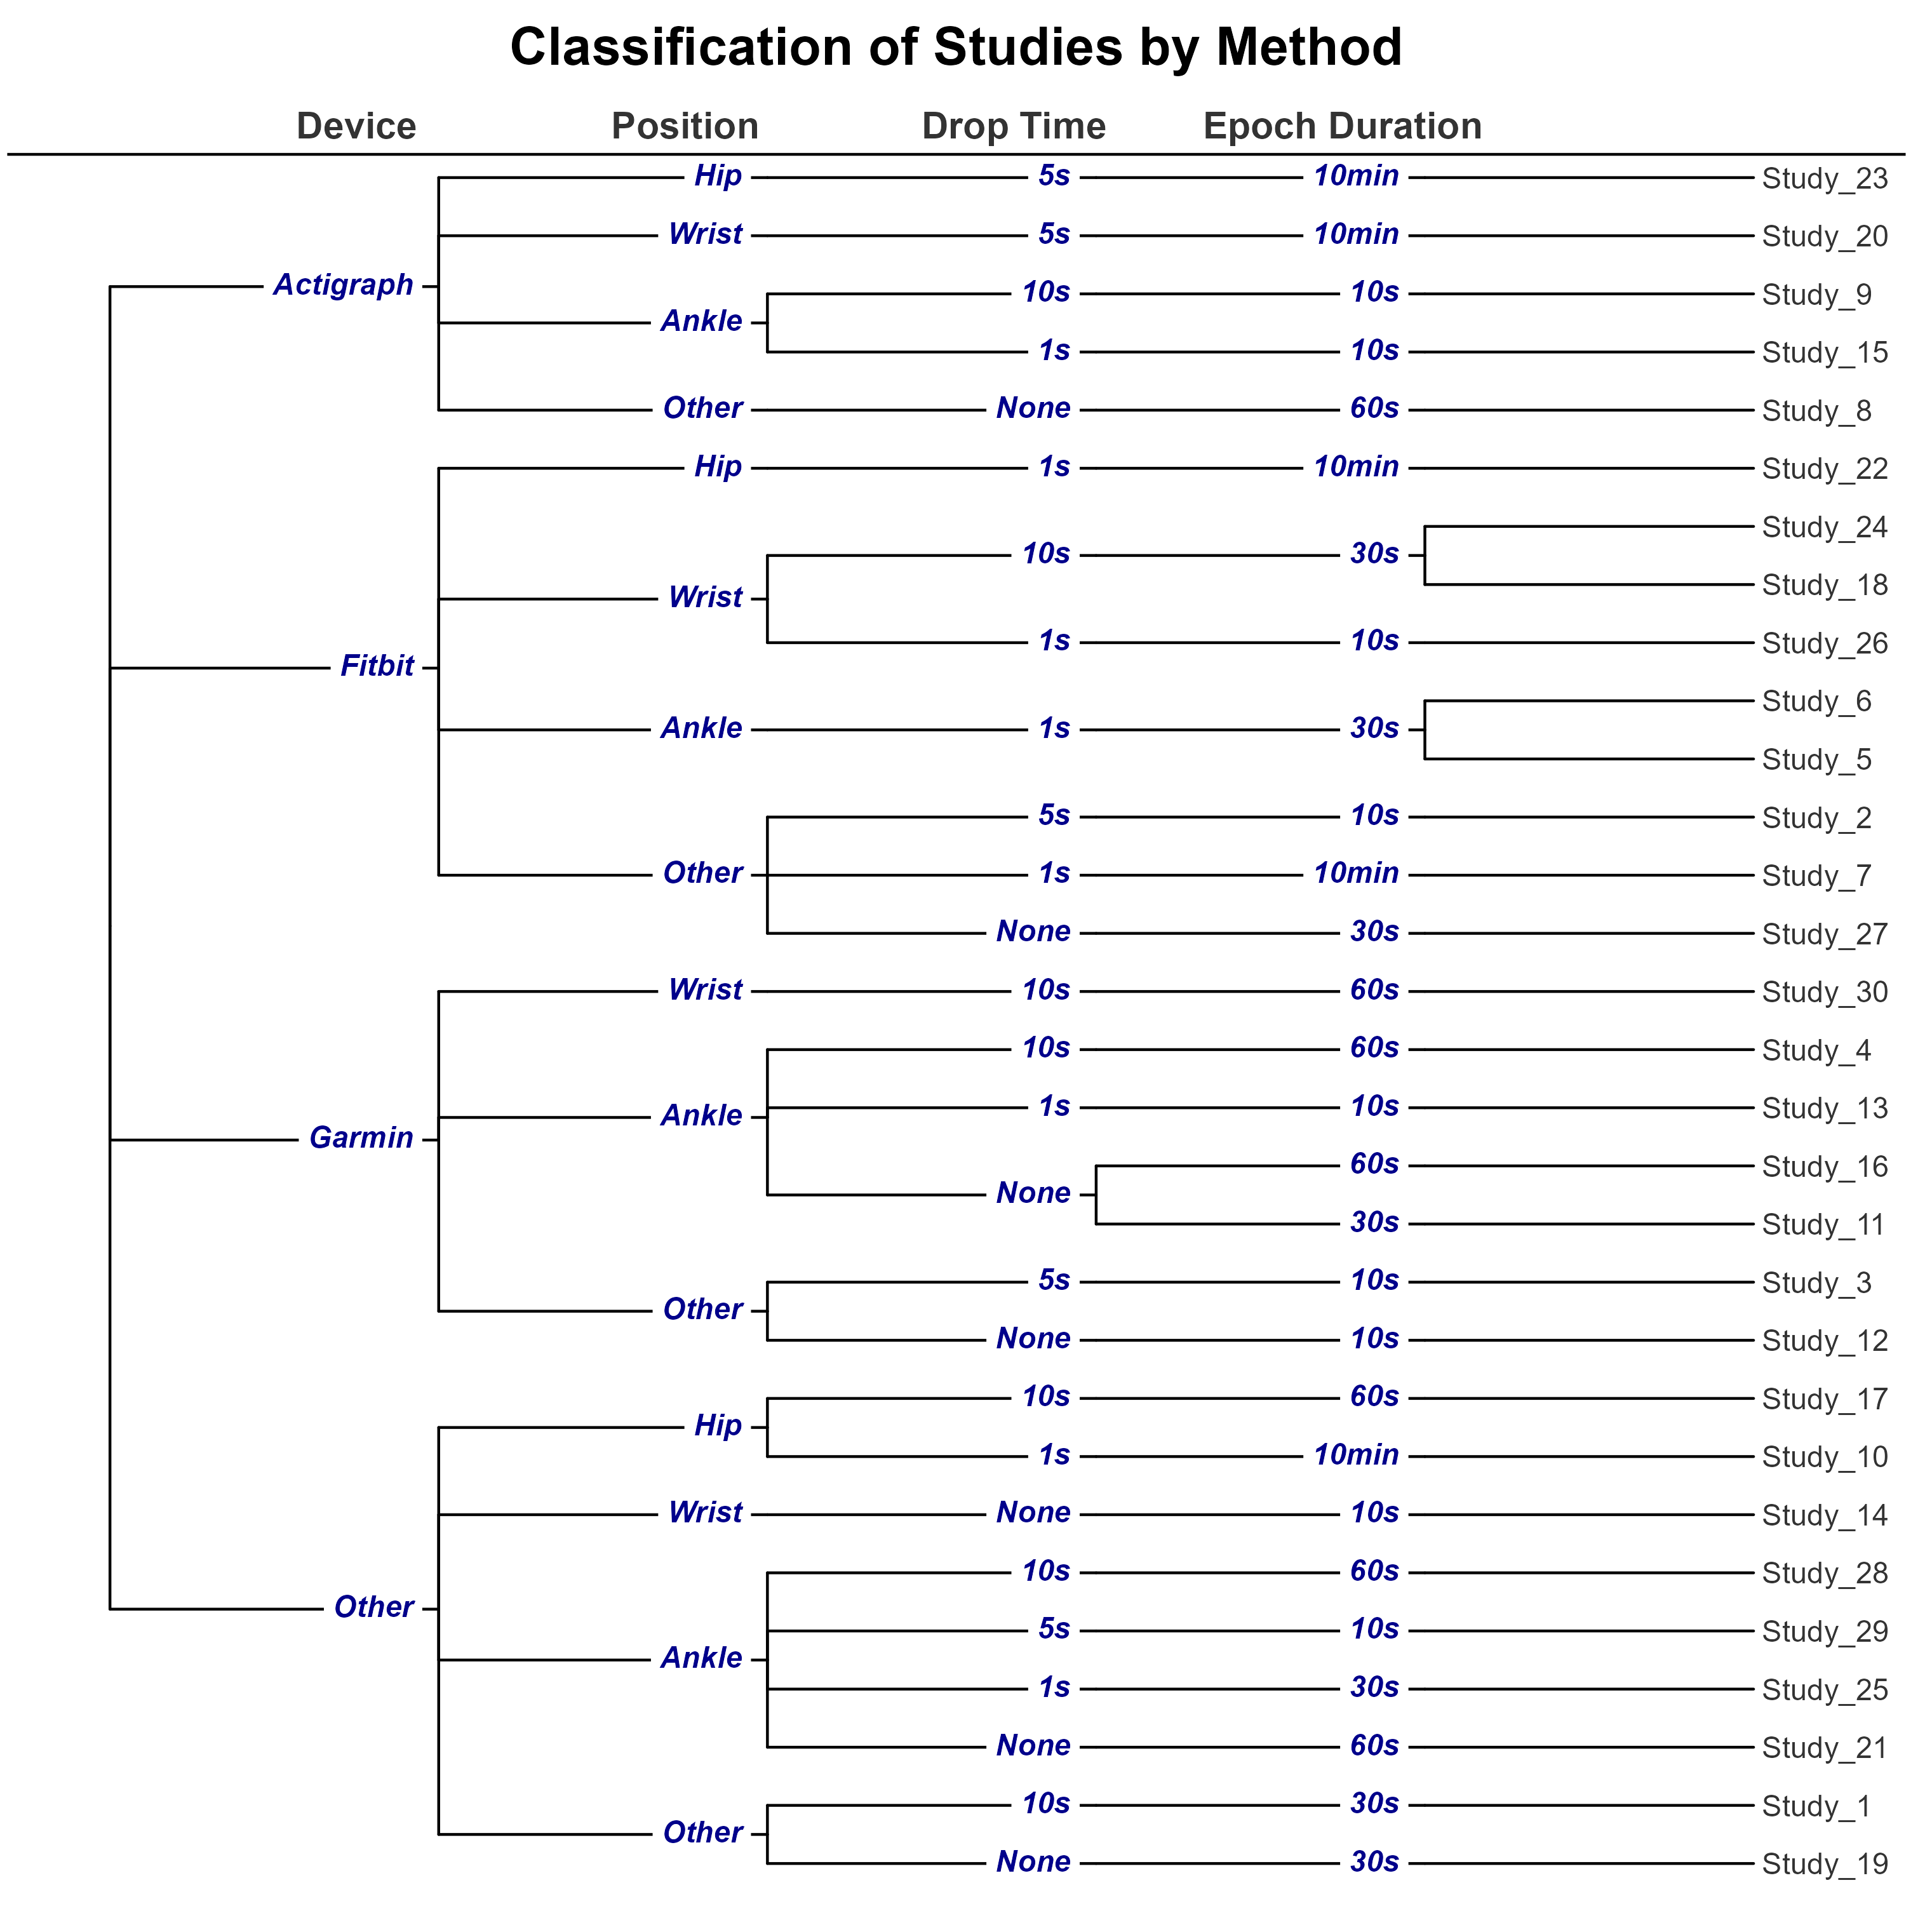 Classification of Studies by Method
Device Position Drop Time Epoch Duration
Hip 5s 10min Study_23
Wrist 5s 10min Study_20
Actigraph
10s 10s Study_9
Ankle
1s 10s Study_15
Other None 60s Study_8
Hip 1s 10min Study_22
Study_24
10s 30s
Study_18
Wrist
1s 10s Study_26
Fitbit
Study_6
Ankle 1s 30s
Study_5
5s 10s Study_2
Other 1s 10min Study_7
None 30s Study_27
Wrist 10s 60s Study_30
10s 60s Study_4
1s 10s Study_13
Ankle
Garmin
60s Study_16
None
30s Study_11
5s 10s Study_3
Other
None 10s Study_12
10s 60s Study_17
Hip
1s 10min Study_10
Wrist None 10s Study_14
10s 60s Study_28
Other
5s 10s Study_29
Ankle
1s 30s Study_25
None 60s Study_21
10s 30s Study_1
Other
None 30s Study_19